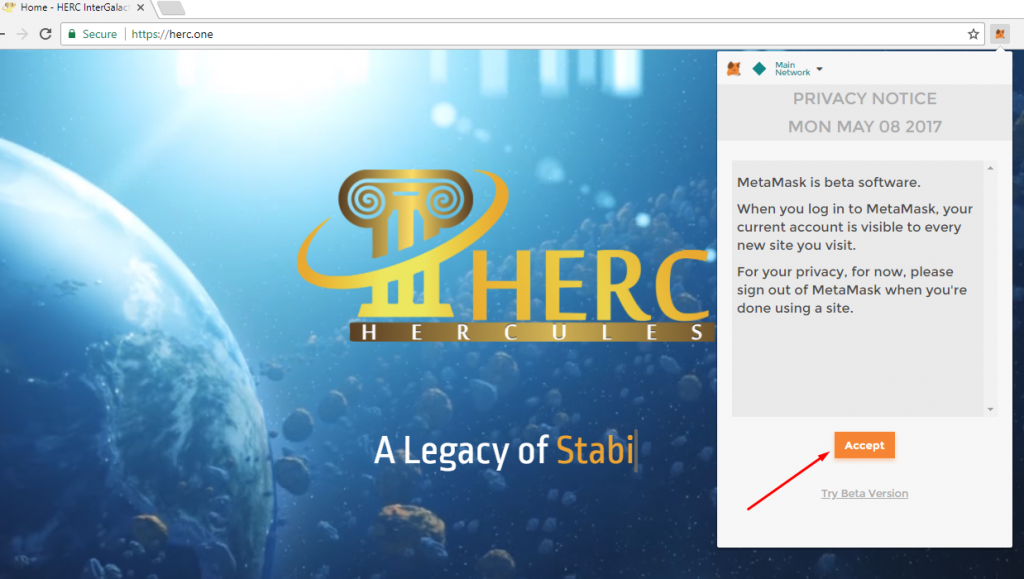 Home - HERC InterGalac
Secure
https://herc.one
Main
Network
PRIVACY NOTICE
MON MAY 08 2017
MetaMask is beta software.
When you log in to MetaMask, your
current account is visible to every
new site you visit.
For your privacy, for now, please
sign out of MetaMask when you're
done using a site.
Accept
Try Beta Version
HERC
HERCULES
A Legacy of Stabi